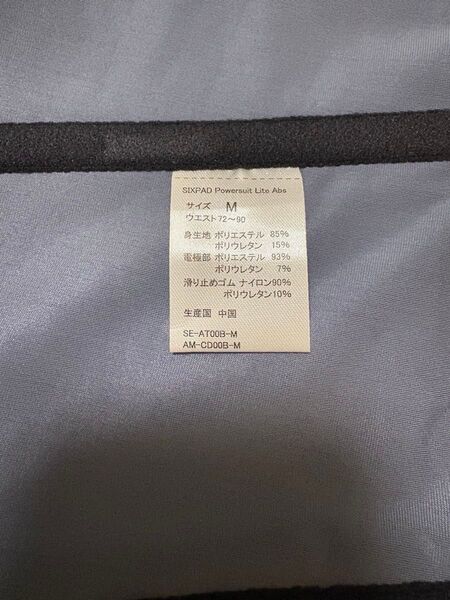 SIXPAD Powersuit Lite Abs
サイズ M
ウエスト72〜90
身生地 ポリエステル 85%
ポリウレタン 15%
電極部 ポリエステル 93%
ポリウレタン 7%
滑り止めゴム ナイロン90%
ポリウレタン10%
生産国 中国
SE-AT00B-M
AM-CD00B-M